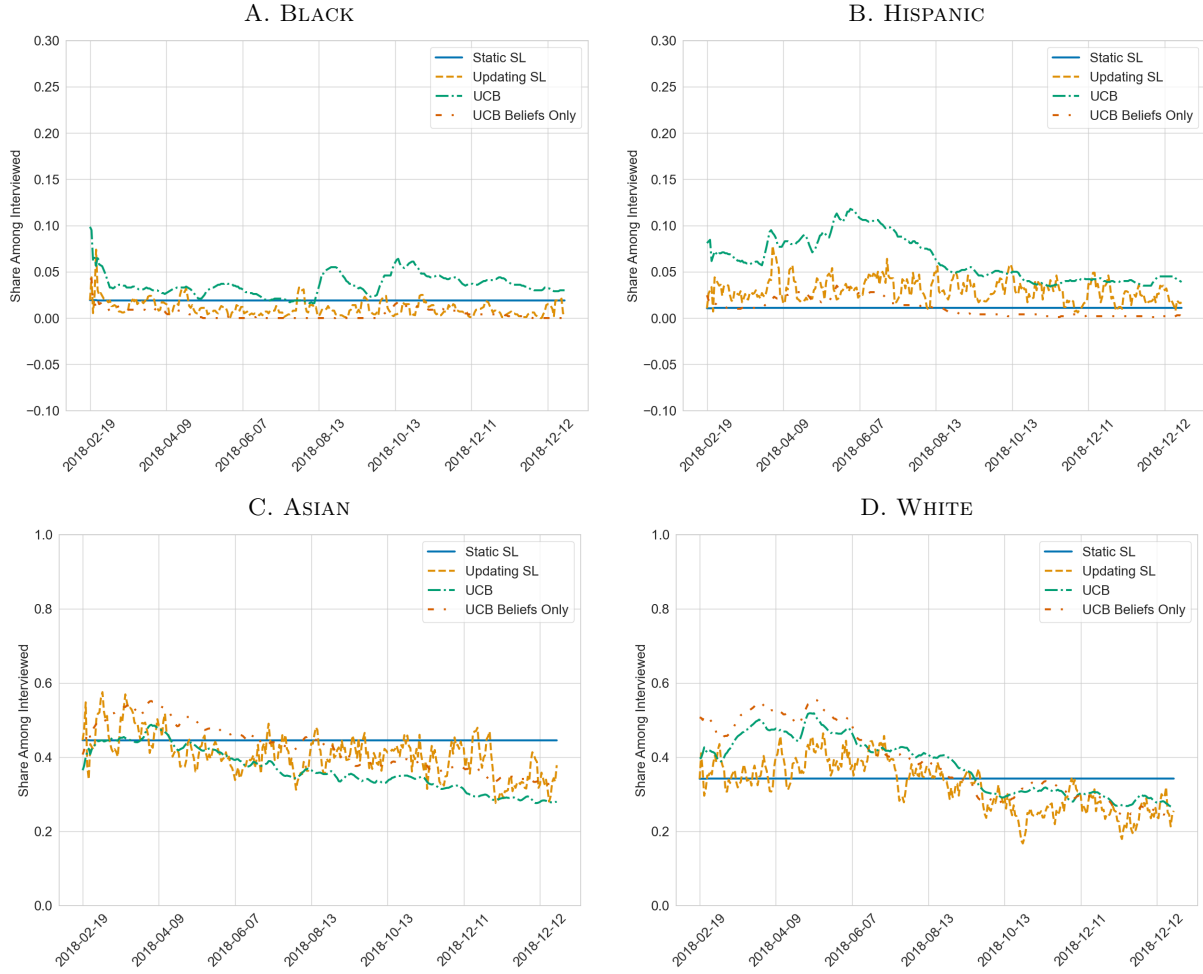 A. BLACK
0.30
0.25
0.20
0.15
0.10
0.05
0.00
−0.05
−0.10
Share Among Interviewed
Static SL
Updating SL
UCB
UCB Beliefs Only
2018-02-19
2018-04-09
2018-06-07
2018-08-13
2018-10-13
2018-12-11
2018-12-12
B. HISPANIC
0.30
0.25
0.20
0.15
0.10
0.05
0.00
−0.05
−0.10
Share Among Interviewed
Static SL
Updating SL
UCB
UCB Beliefs Only
2018-02-19
2018-04-09
2018-06-07
2018-08-13
2018-10-13
2018-12-11
2018-12-12
C. ASIAN
1.0
0.8
0.6
0.4
0.2
0.0
Share Among Interviewed
Static SL
Updating SL
UCB
UCB Beliefs Only
2018-02-19
2018-04-09
2018-06-07
2018-08-13
2018-10-13
2018-12-11
2018-12-12
D. WHITE
1.0
0.8
0.6
0.4
0.2
0.0
Share Among Interviewed
Static SL
Updating SL
UCB
UCB Beliefs Only
2018-02-19
2018-04-09
2018-06-07
2018-08-13
2018-10-13
2018-12-11
2018-12-12